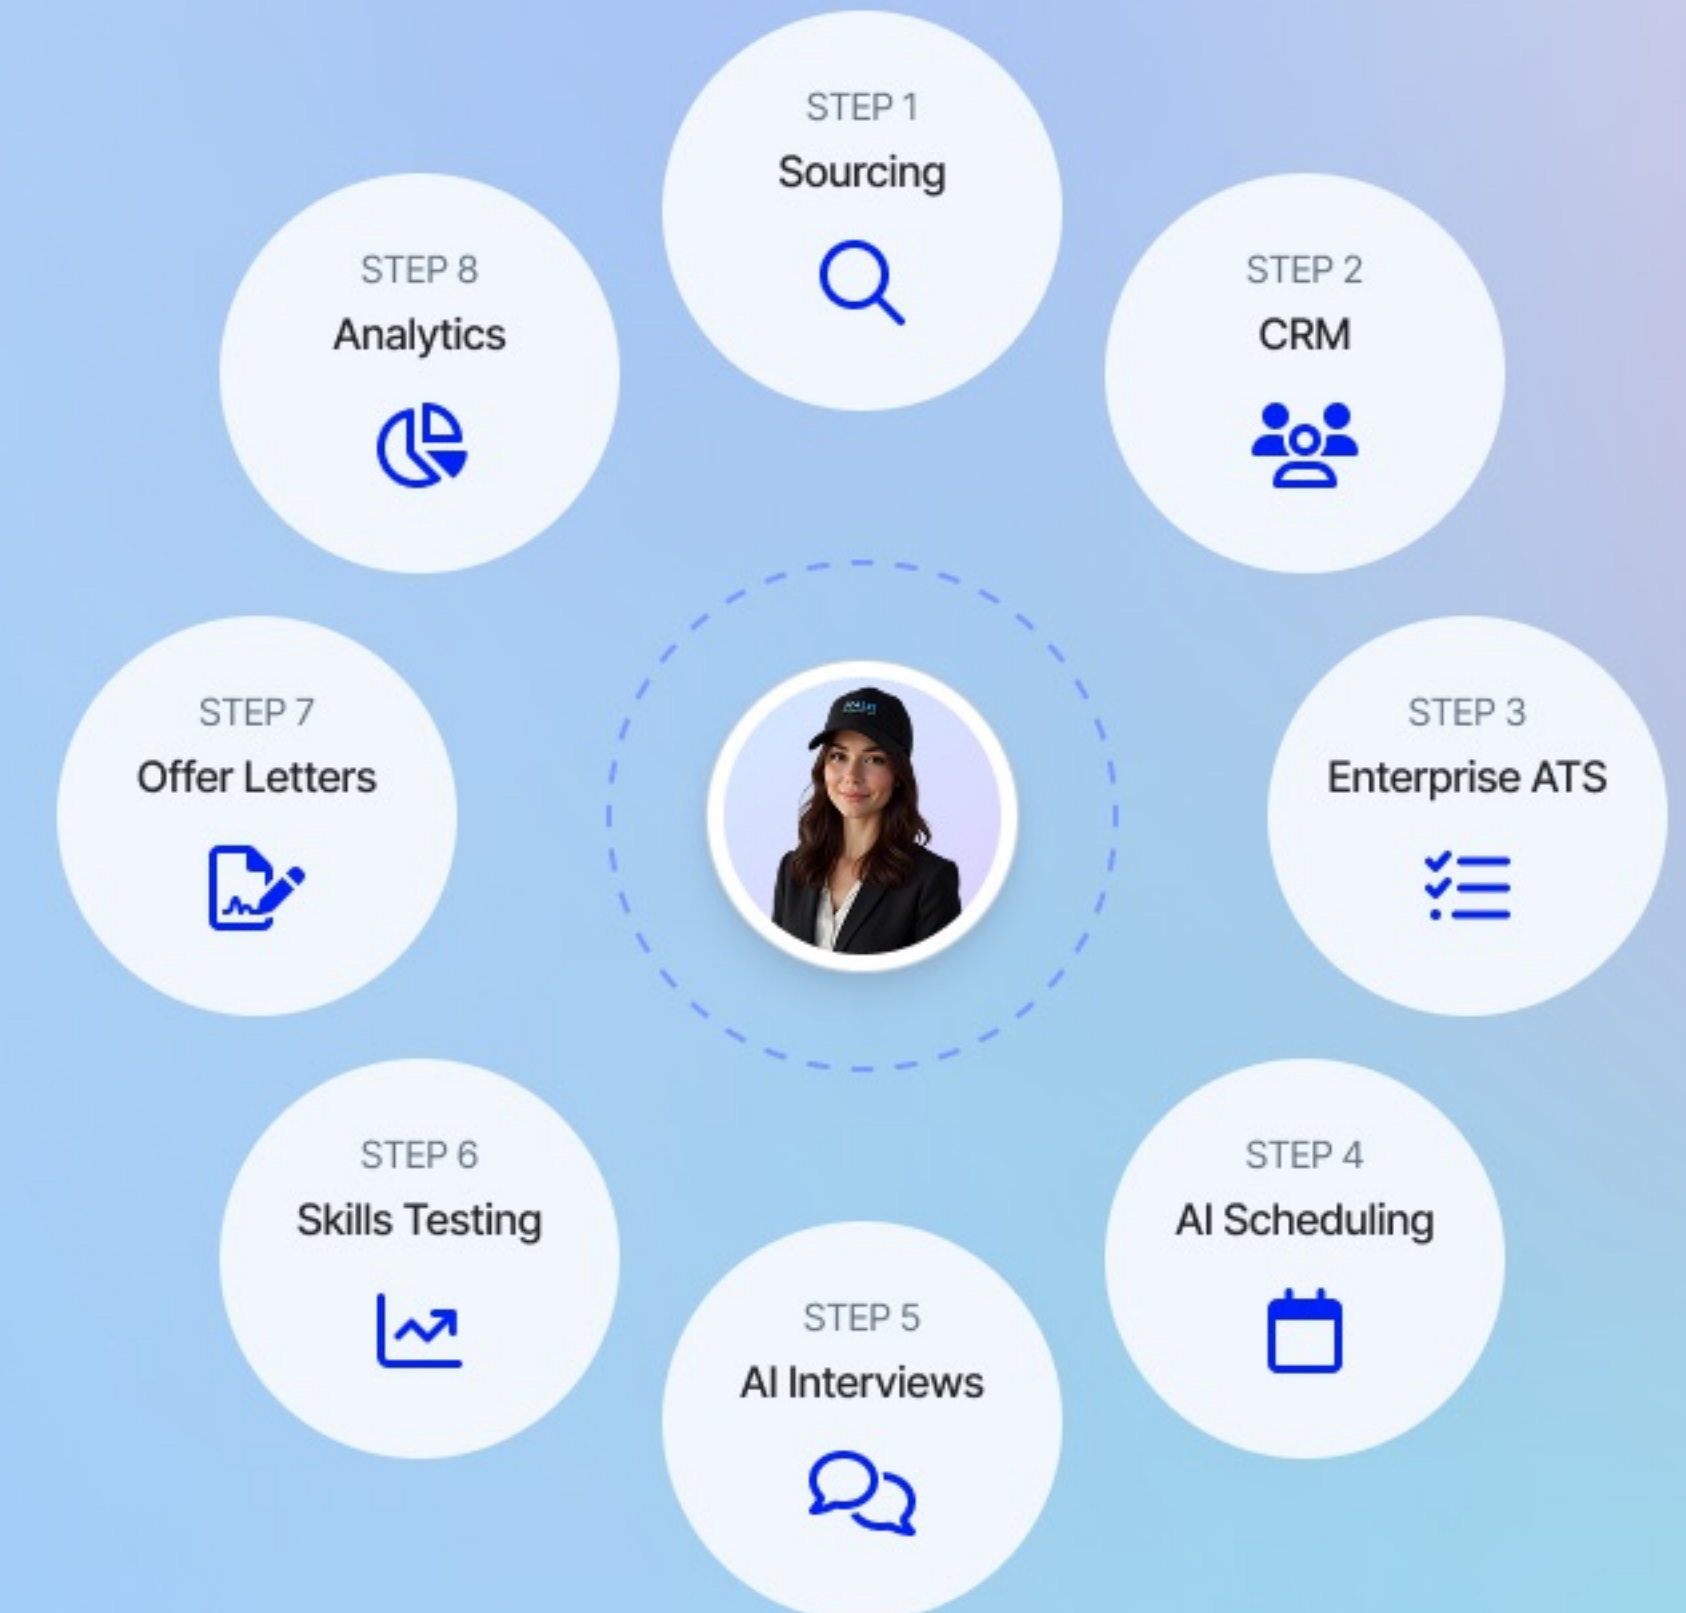 STEP 1
Sourcing
STEP 2
CRM
STEP 3
Enterprise ATS
STEP 4
AI Scheduling
STEP 5
AI Interviews
STEP 6
Skills Testing
STEP 7
Offer Letters
STEP 8
Analytics